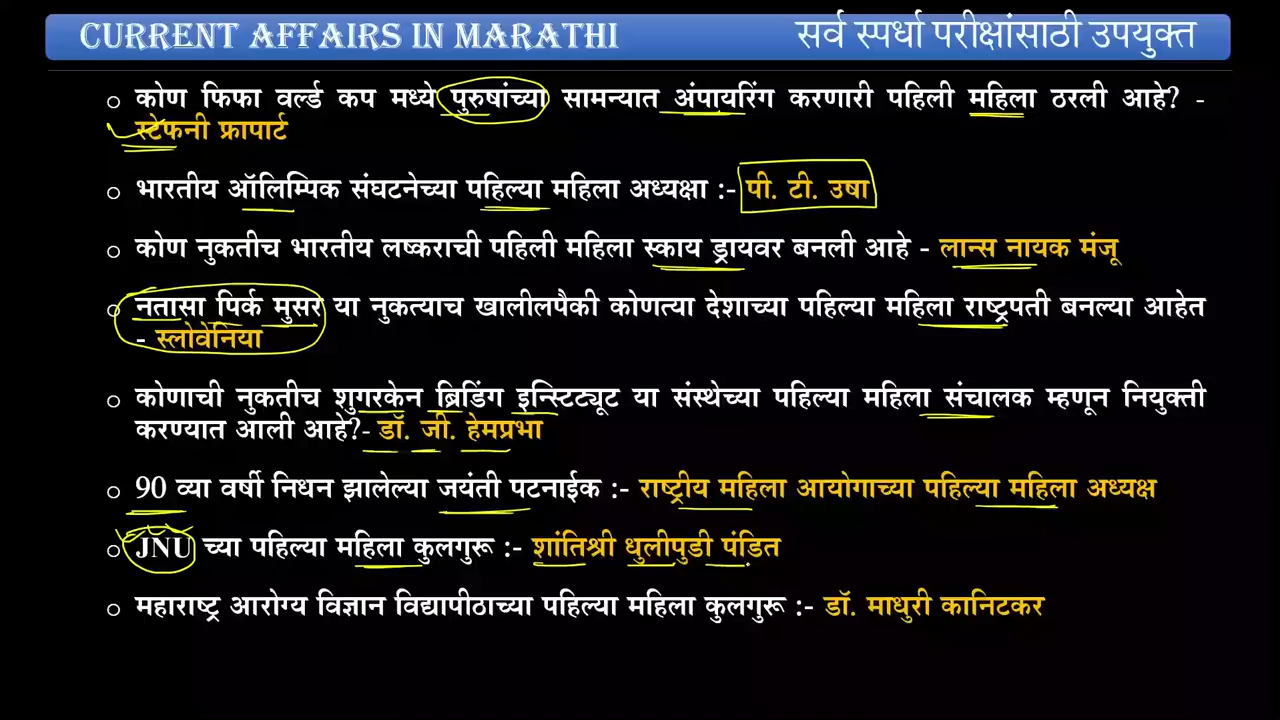 CURRENT AFFAIRS IN MARATHI
सर्व स्पर्धा परीक्षांसाठी उपयुक्त
कोण फिफा वर्ल्ड कप मध्ये पुरुषांच्या सामन्यात अंपायरिंग करणारी पहिली महिला ठरली आहे? -
स्टेफनी फ्रापार्ट
भारतीय ऑलिम्पिक संघटनेच्या पहिल्या महिला अध्यक्षा :- पी. टी. उषा
कोण नुकतीच भारतीय लष्कराची पहिली महिला स्काय ड्रायवर बनली आहे - लान्स नायक मंजू
नतासा पिर्क मुसर या नुकत्याच खालीलपैकी कोणत्या देशाच्या पहिल्या महिला राष्ट्रपती बनल्या आहेत
- स्लोवेनिया
कोणाची नुकतीच शुगरकेन ब्रिडिंग इन्स्टिट्यूट या संस्थेच्या पहिल्या महिला संचालक म्हणून नियुक्ती
करण्यात आली आहे?- डॉ. जी. हेमप्रभा
90 व्या वर्षी निधन झालेल्या जयंती पटनाईक :- राष्ट्रीय महिला आयोगाच्या पहिल्या महिला अध्यक्ष
JNU च्या पहिल्या महिला कुलगुरू :- शांतिश्री धुलीपुडी पंडित
महाराष्ट्र आरोग्य विज्ञान विद्यापीठाच्या पहिल्या महिला कुलगुरू :- डॉ. माधुरी कानिटकर